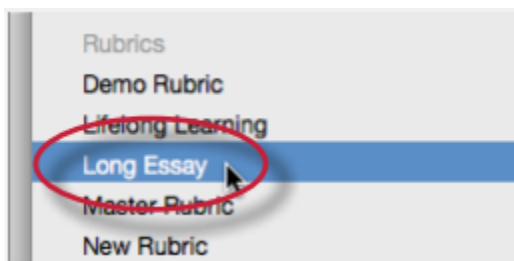 Rubrics
Demo Rubric
Lifelong Learning
Long Essay
Master Rubric
New Rubric